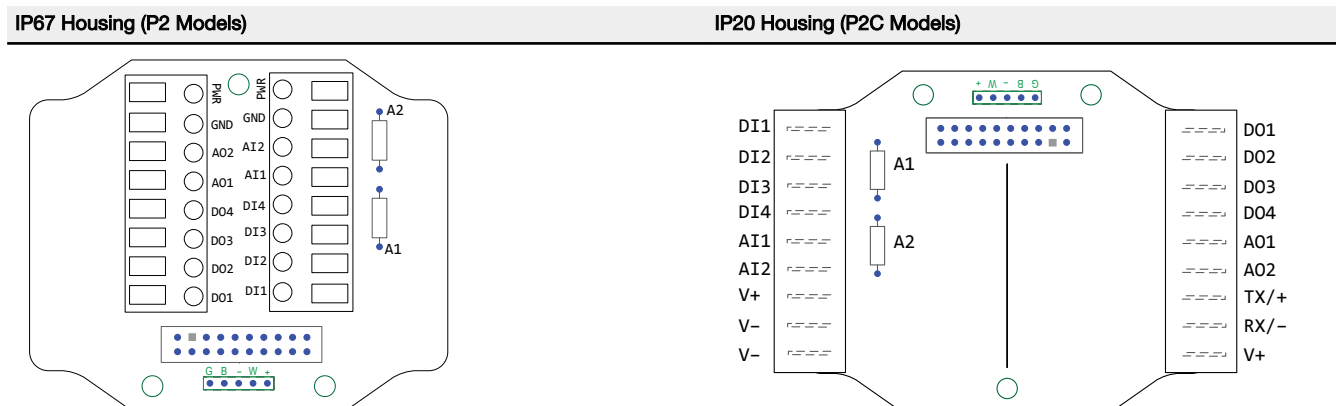 IP67 Housing (P2 Models)
IP20 Housing (P2C Models)
PWR
GND
AO2
AO1
DO4
DO3
DO2
DO1
PWR
GND
AI2
AI1
DI4
DI3
DI2
DI1
A2
A1
G B - W +
+ W - B G
DI1
DI2
DI3
DI4
AI1
AI2
V+
V-
V-
A1
A2
DO1
DO2
DO3
DO4
AO1
AO2
TX/+
RX/-
V+